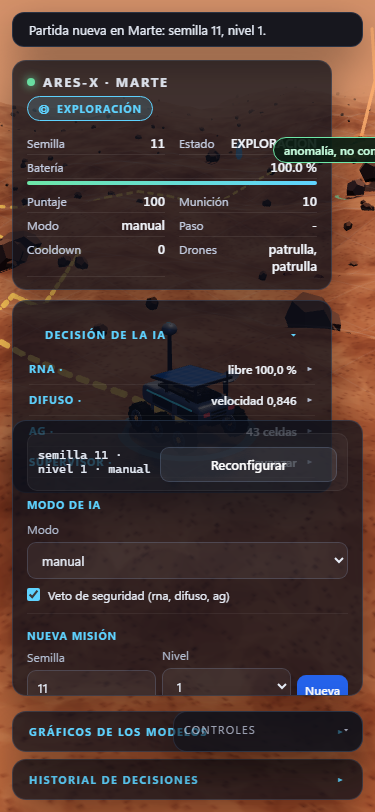 Partida nueva en Marte: semilla 11, nivel 1.
ARES-X · MARTE
EXPLORACIÓN
Semilla 11 Estado EXPLOR
anomalía, no con
Batería 100.0 %
Puntaje 100 Munición 10
Modo manual Paso -
Cooldown 0 Drones patrulla,
patrulla
DECISIÓN DE LA IA
RNA · libre 100,0 %
DIFUSO · velocidad 0,846
AG · 43 celdas
SUPERVISOR ·
semilla 11 ·
nivel 1 · manual
Reconfigurar
MODO DE IA
Modo
manual
Veto de seguridad (rna, difuso, ag)
NUEVA MISIÓN
Semilla Nivel
11 1 Nueva
GRÁFICOS DE LOS MODELOS
CONTROLES
HISTORIAL DE DECISIONES